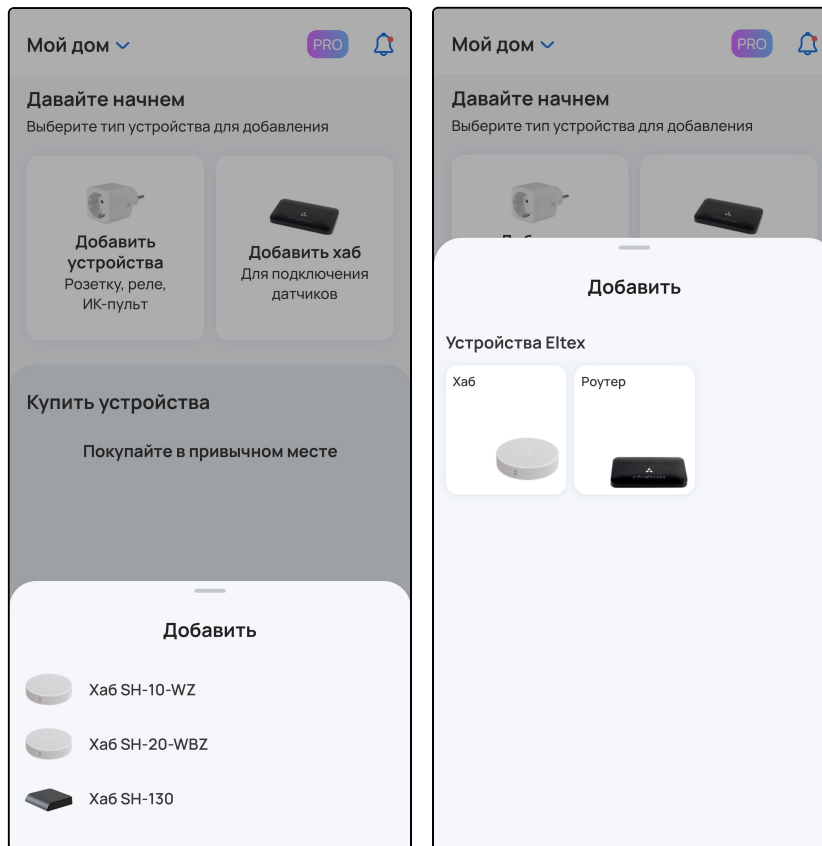 Мой дом
PRO
Давайте начнем
Выберите тип устройства для добавления
Добавить
устройства
Розетку, реле,
ИК-пульт
Добавить хаб
Для подключения
датчиков
Купить устройства
Покупайте в привычном месте
Добавить
Хаб SH-10-WZ
Хаб SH-20-WBZ
Хаб SH-130
Мой дом
PRO
Давайте начнем
Выберите тип устройства для добавления
Добавить
Устройства Eltex
Хаб
Роутер